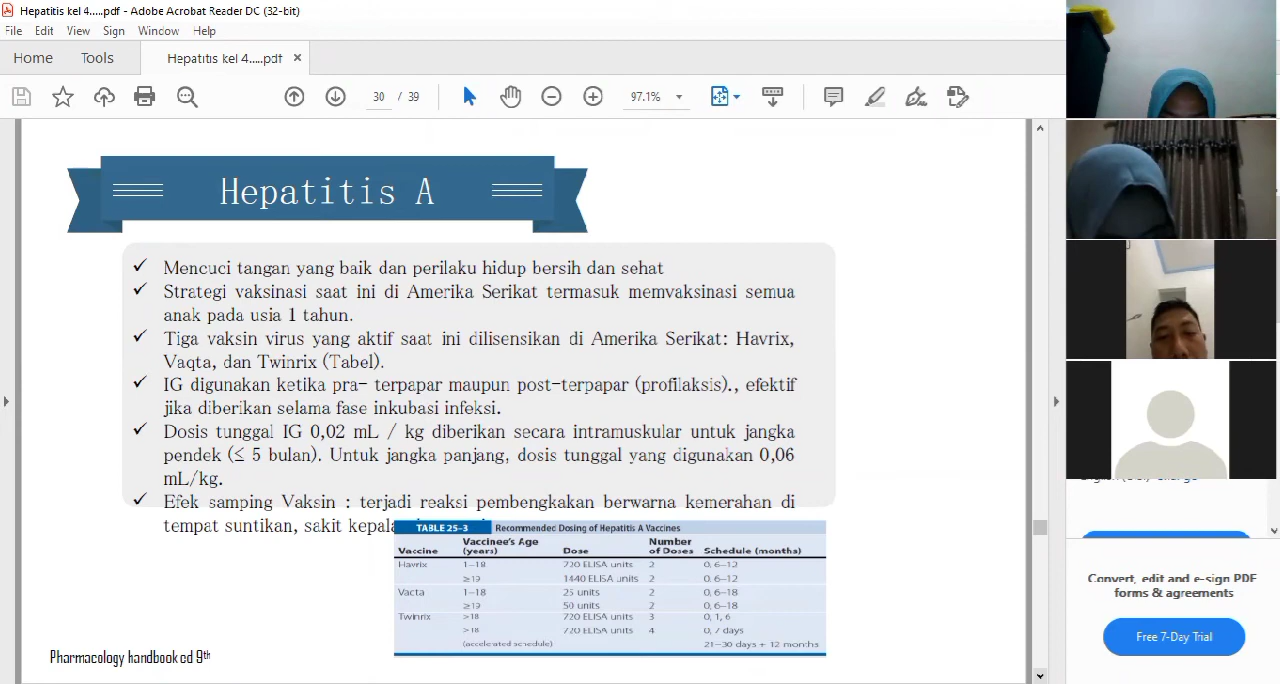 Hepatitis kel 4.....pdf - Adobe Acrobat Reader DC (32-bit)
File Edit View Sign Window Help
Home Tools Hepatitis kel 4.....pdf ×
30 / 39 97.1%
Hepatitis A
✓ Mencuci tangan yang baik dan perilaku hidup bersih dan sehat
✓ Strategi vaksinasi saat ini di Amerika Serikat termasuk memvaksinasi semua
anak pada usia 1 tahun.
✓ Tiga vaksin virus yang aktif saat ini dilisensikan di Amerika Serikat: Havrix,
Vaqta, dan Twinrix (Tabel).
✓ IG digunakan ketika pra- terpapar maupun post-terpapar (profilaksis)., efektif
jika diberikan selama fase inkubasi infeksi.
✓ Dosis tunggal IG 0,02 mL / kg diberikan secara intramuskular untuk jangka
pendek (≤ 5 bulan). Untuk jangka panjang, dosis tunggal yang digunakan 0,06
mL/kg.
✓ Efek samping Vaksin : terjadi reaksi pembengkakan berwarna kemerahan di
tempat suntikan, sakit kepala
TABLE 25-3 Recommended Dosing of Hepatitis A Vaccines
Vaccinee's Age Number
Vaccine (years) Dose of Doses Schedule (months)
Havrix 1–18 720 ELISA units 2 0, 6–12
≥19 1440 ELISA units 2 0, 6–12
Vacta 1–18 25 units 2 0, 6–18
≥19 50 units 2 0, 6–18
Twinrix >18 720 ELISA units 3 0, 1, 6
>18 720 ELISA units 4 0, 7 days
(accelerated schedule) 21–30 days + 12 months
Pharmacology handbook ed 9th
Convert, edit and e-sign PDF
forms & agreements
Free 7-Day Trial